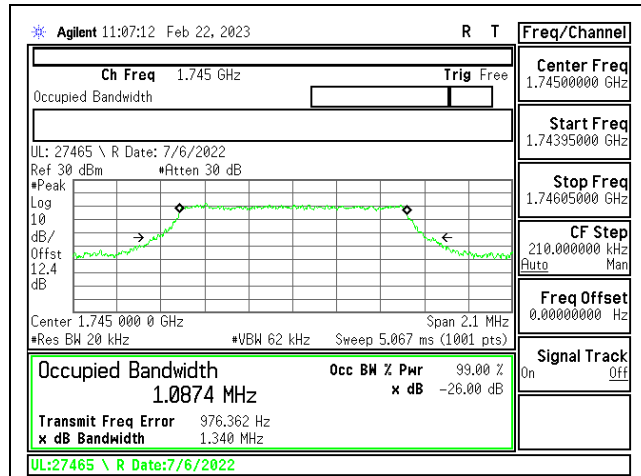 Agilent 11:07:12 Feb 22, 2023 R T
Freq/Channel
Ch Freq 1.745 GHz Trig Free
Occupied Bandwidth
Center Freq
1.74500000 GHz
Start Freq
1.74395000 GHz
Stop Freq
1.74605000 GHz
CF Step
210.000000 kHz
Auto Man
Freq Offset
0.00000000 Hz
Signal Track
On Off
UL: 27465 \ R Date: 7/6/2022
Ref 30 dBm #Atten 30 dB
#Peak
Log
10
dB/
Offst
12.4
dB
Center 1.745 000 0 GHz Span 2.1 MHz
#Res BW 20 kHz #VBW 62 kHz Sweep 5.067 ms (1001 pts)
Occupied Bandwidth
1.0874 MHz
Occ BW % Pwr 99.00 %
x dB -26.00 dB
Transmit Freq Error 976.362 Hz
x dB Bandwidth 1.340 MHz
UL:27465 \ R Date:7/6/2022